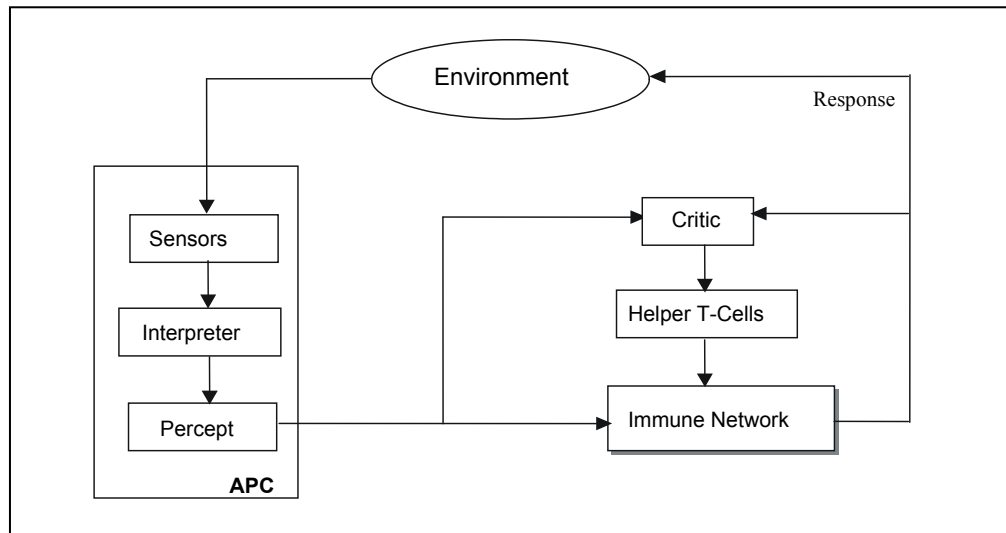 Environment
Response
Sensors
Critic
Interpreter
Helper T-Cells
Percept
Immune Network
APC